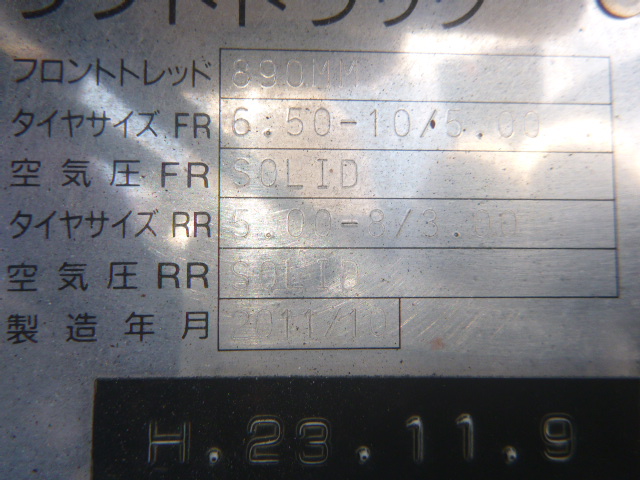 フロントトレッド 890MM
タイヤサイズ FR 6.50-10/5.00
空気圧 FR SOLID
タイヤサイズ RR 5.00-8/3.00
空気圧 RR SOLID
製造年月 2011/10
H.23.11.9